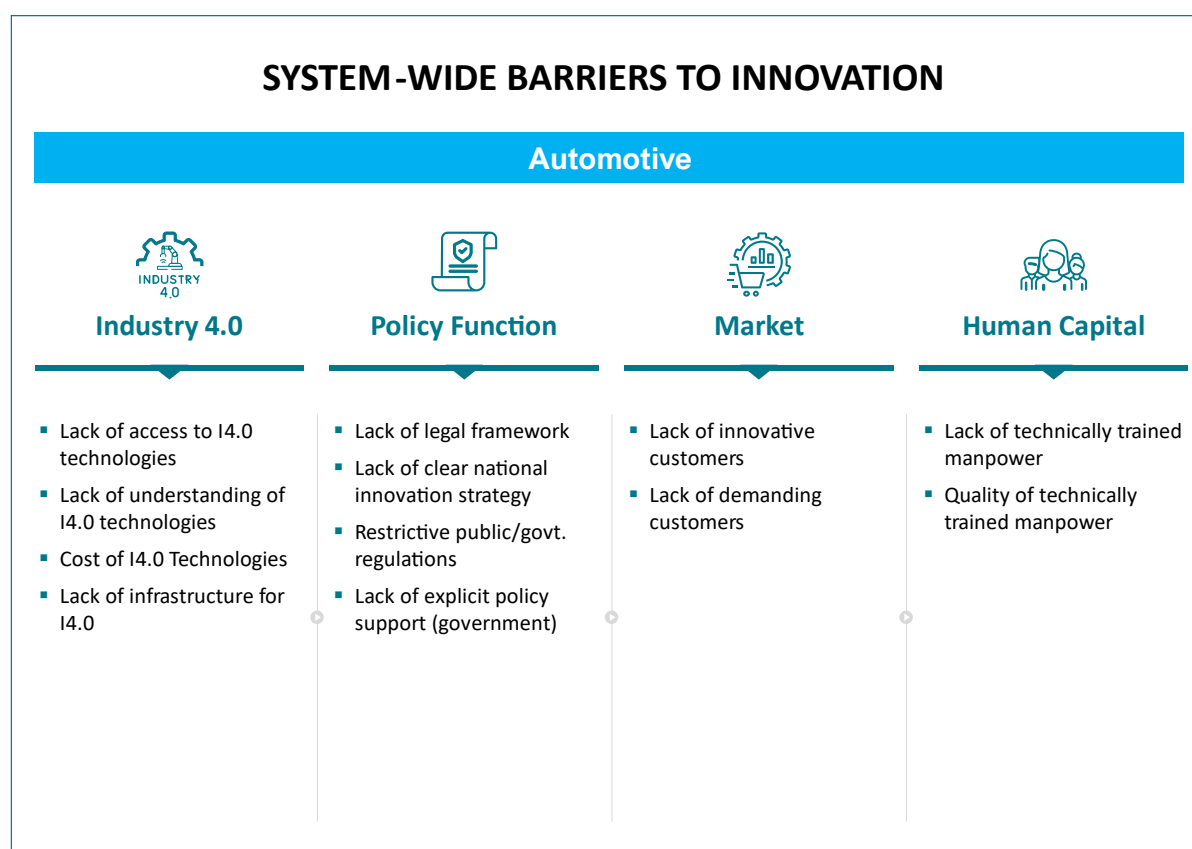 SYSTEM-WIDE BARRIERS TO INNOVATION
Automotive
INDUSTRY
4.0
Industry 4.0
▪ Lack of access to I4.0
technologies
▪ Lack of understanding of
I4.0 technologies
▪ Cost of I4.0 Technologies
▪ Lack of infrastructure for
I4.0
Policy Function
▪ Lack of legal framework
▪ Lack of clear national
innovation strategy
▪ Restrictive public/govt.
regulations
▪ Lack of explicit policy
support (government)
Market
▪ Lack of innovative
customers
▪ Lack of demanding
customers
Human Capital
▪ Lack of technically trained
manpower
▪ Quality of technically
trained manpower